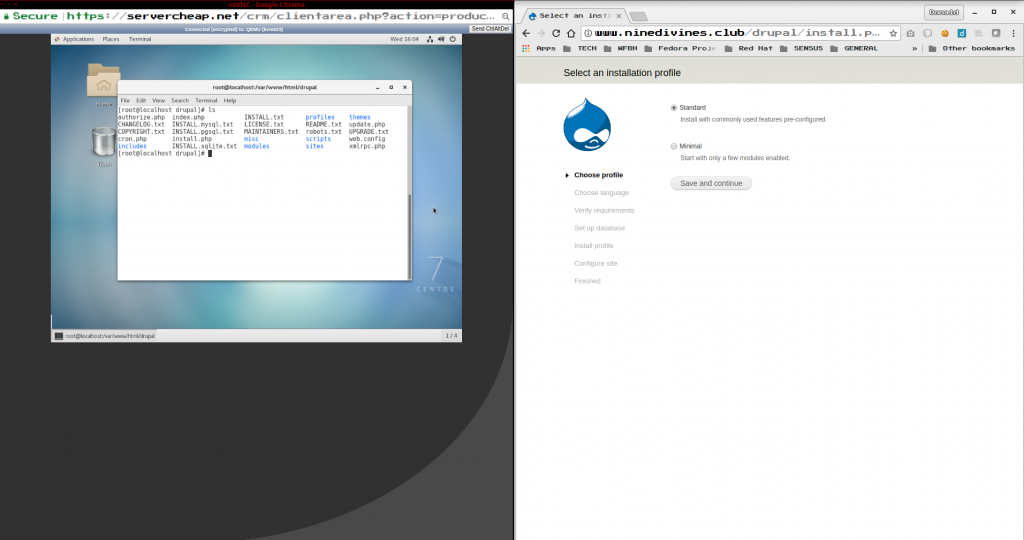 - Google Chrome
Secure https://servercheap.net/crm/clientarea.php?action=produc...
Connected (encrypted) to: QEMU
Send CtrlAltDel
Applications Places Terminal Wed 16:04
Home
Trash
root@localhost:/var/www/html/drupal
File Edit View Search Terminal Help
[root@localhost drupal]# ls
authorize.php index.php INSTALL.txt profiles themes
CHANGELOG.txt INSTALL.mysql.txt LICENSE.txt README.txt update.php
COPYRIGHT.txt INSTALL.pgsql.txt MAINTAINERS.txt robots.txt UPGRADE.txt
cron.php install.php misc scripts web.config
includes INSTALL.sqlite.txt modules sites xmlrpc.php
[root@localhost drupal]#
7
CENTOS
root@localhost:/var/www/html/drupal
1 / 4
Select an inst
Donald
www.ninedivines.club/drupal/install.p...
Apps TECH WFBH Fedora Proje Red Hat SENSUS GENERAL » Other bookmarks
Select an installation profile
Standard
Install with commonly used features pre-configured.
Minimal
Start with only a few modules enabled.
Save and continue
Choose profile
Choose language
Verify requirements
Set up database
Install profile
Configure site
Finished